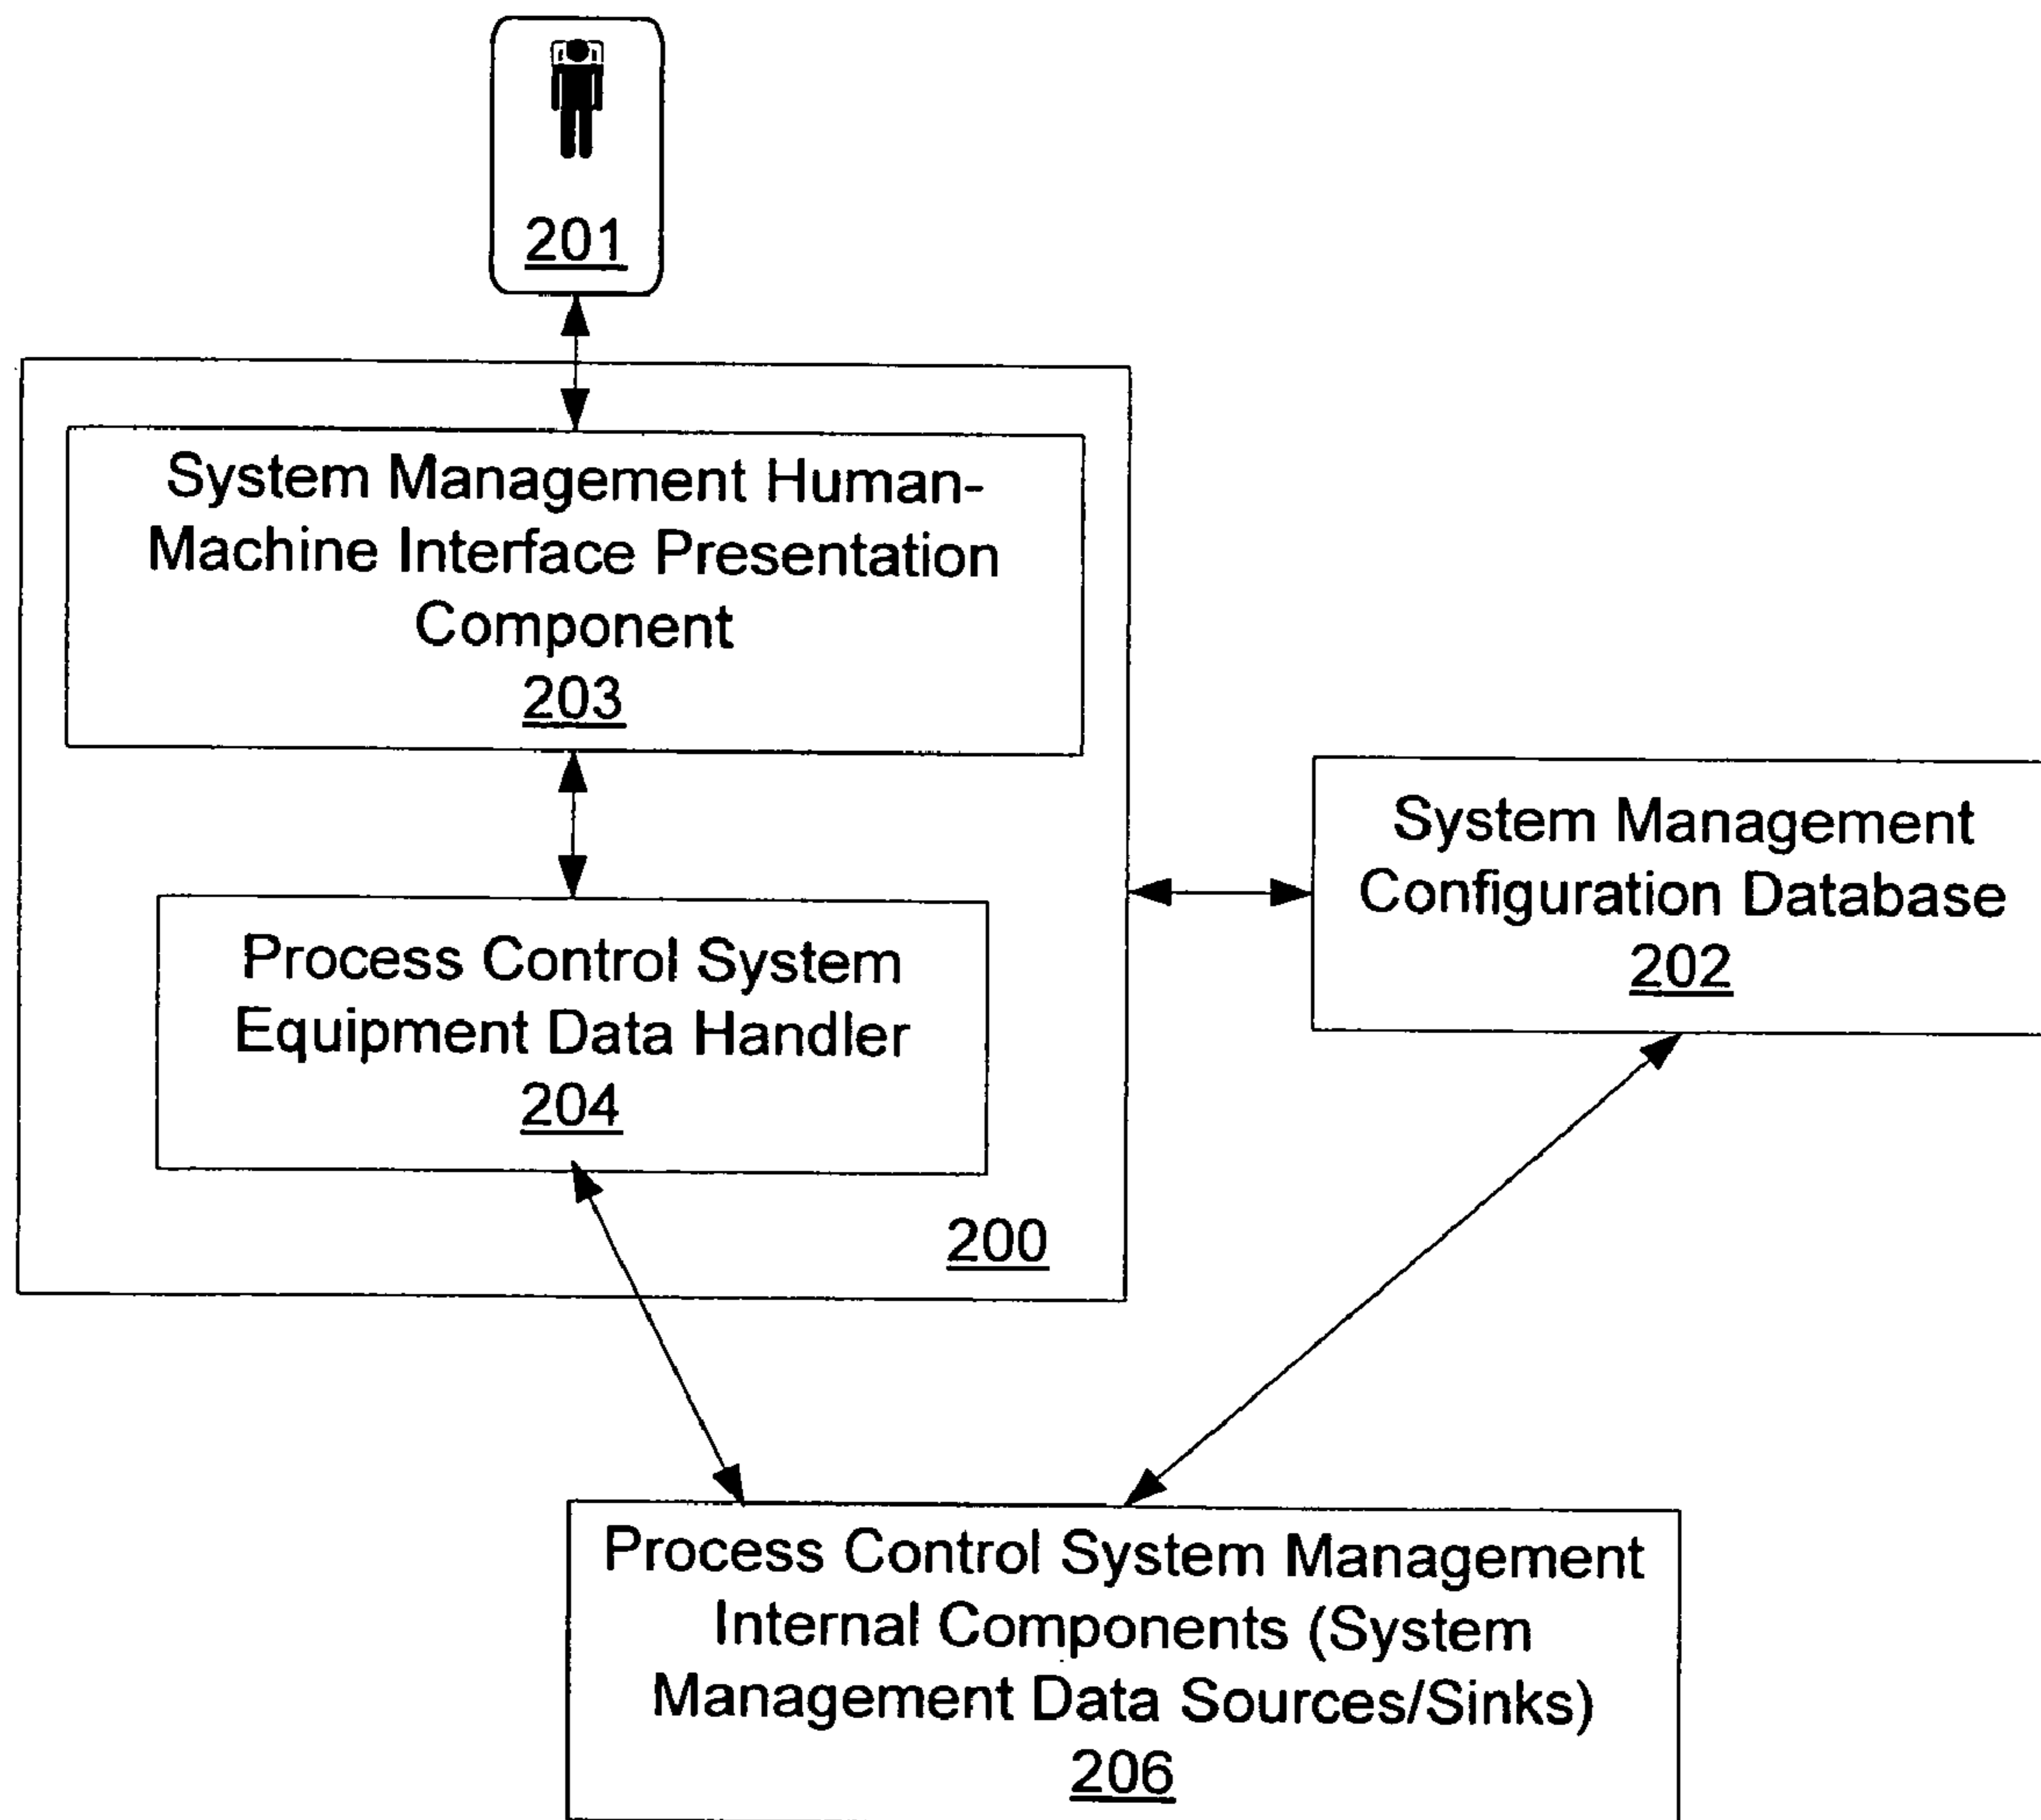 201
System Management Human-
Machine Interface Presentation
Component
203
System Management
Configuration Database
202
Process Control System
Equipment Data Handler
204
200
Process Control System Management
Internal Components (System
Management Data Sources/Sinks)
206